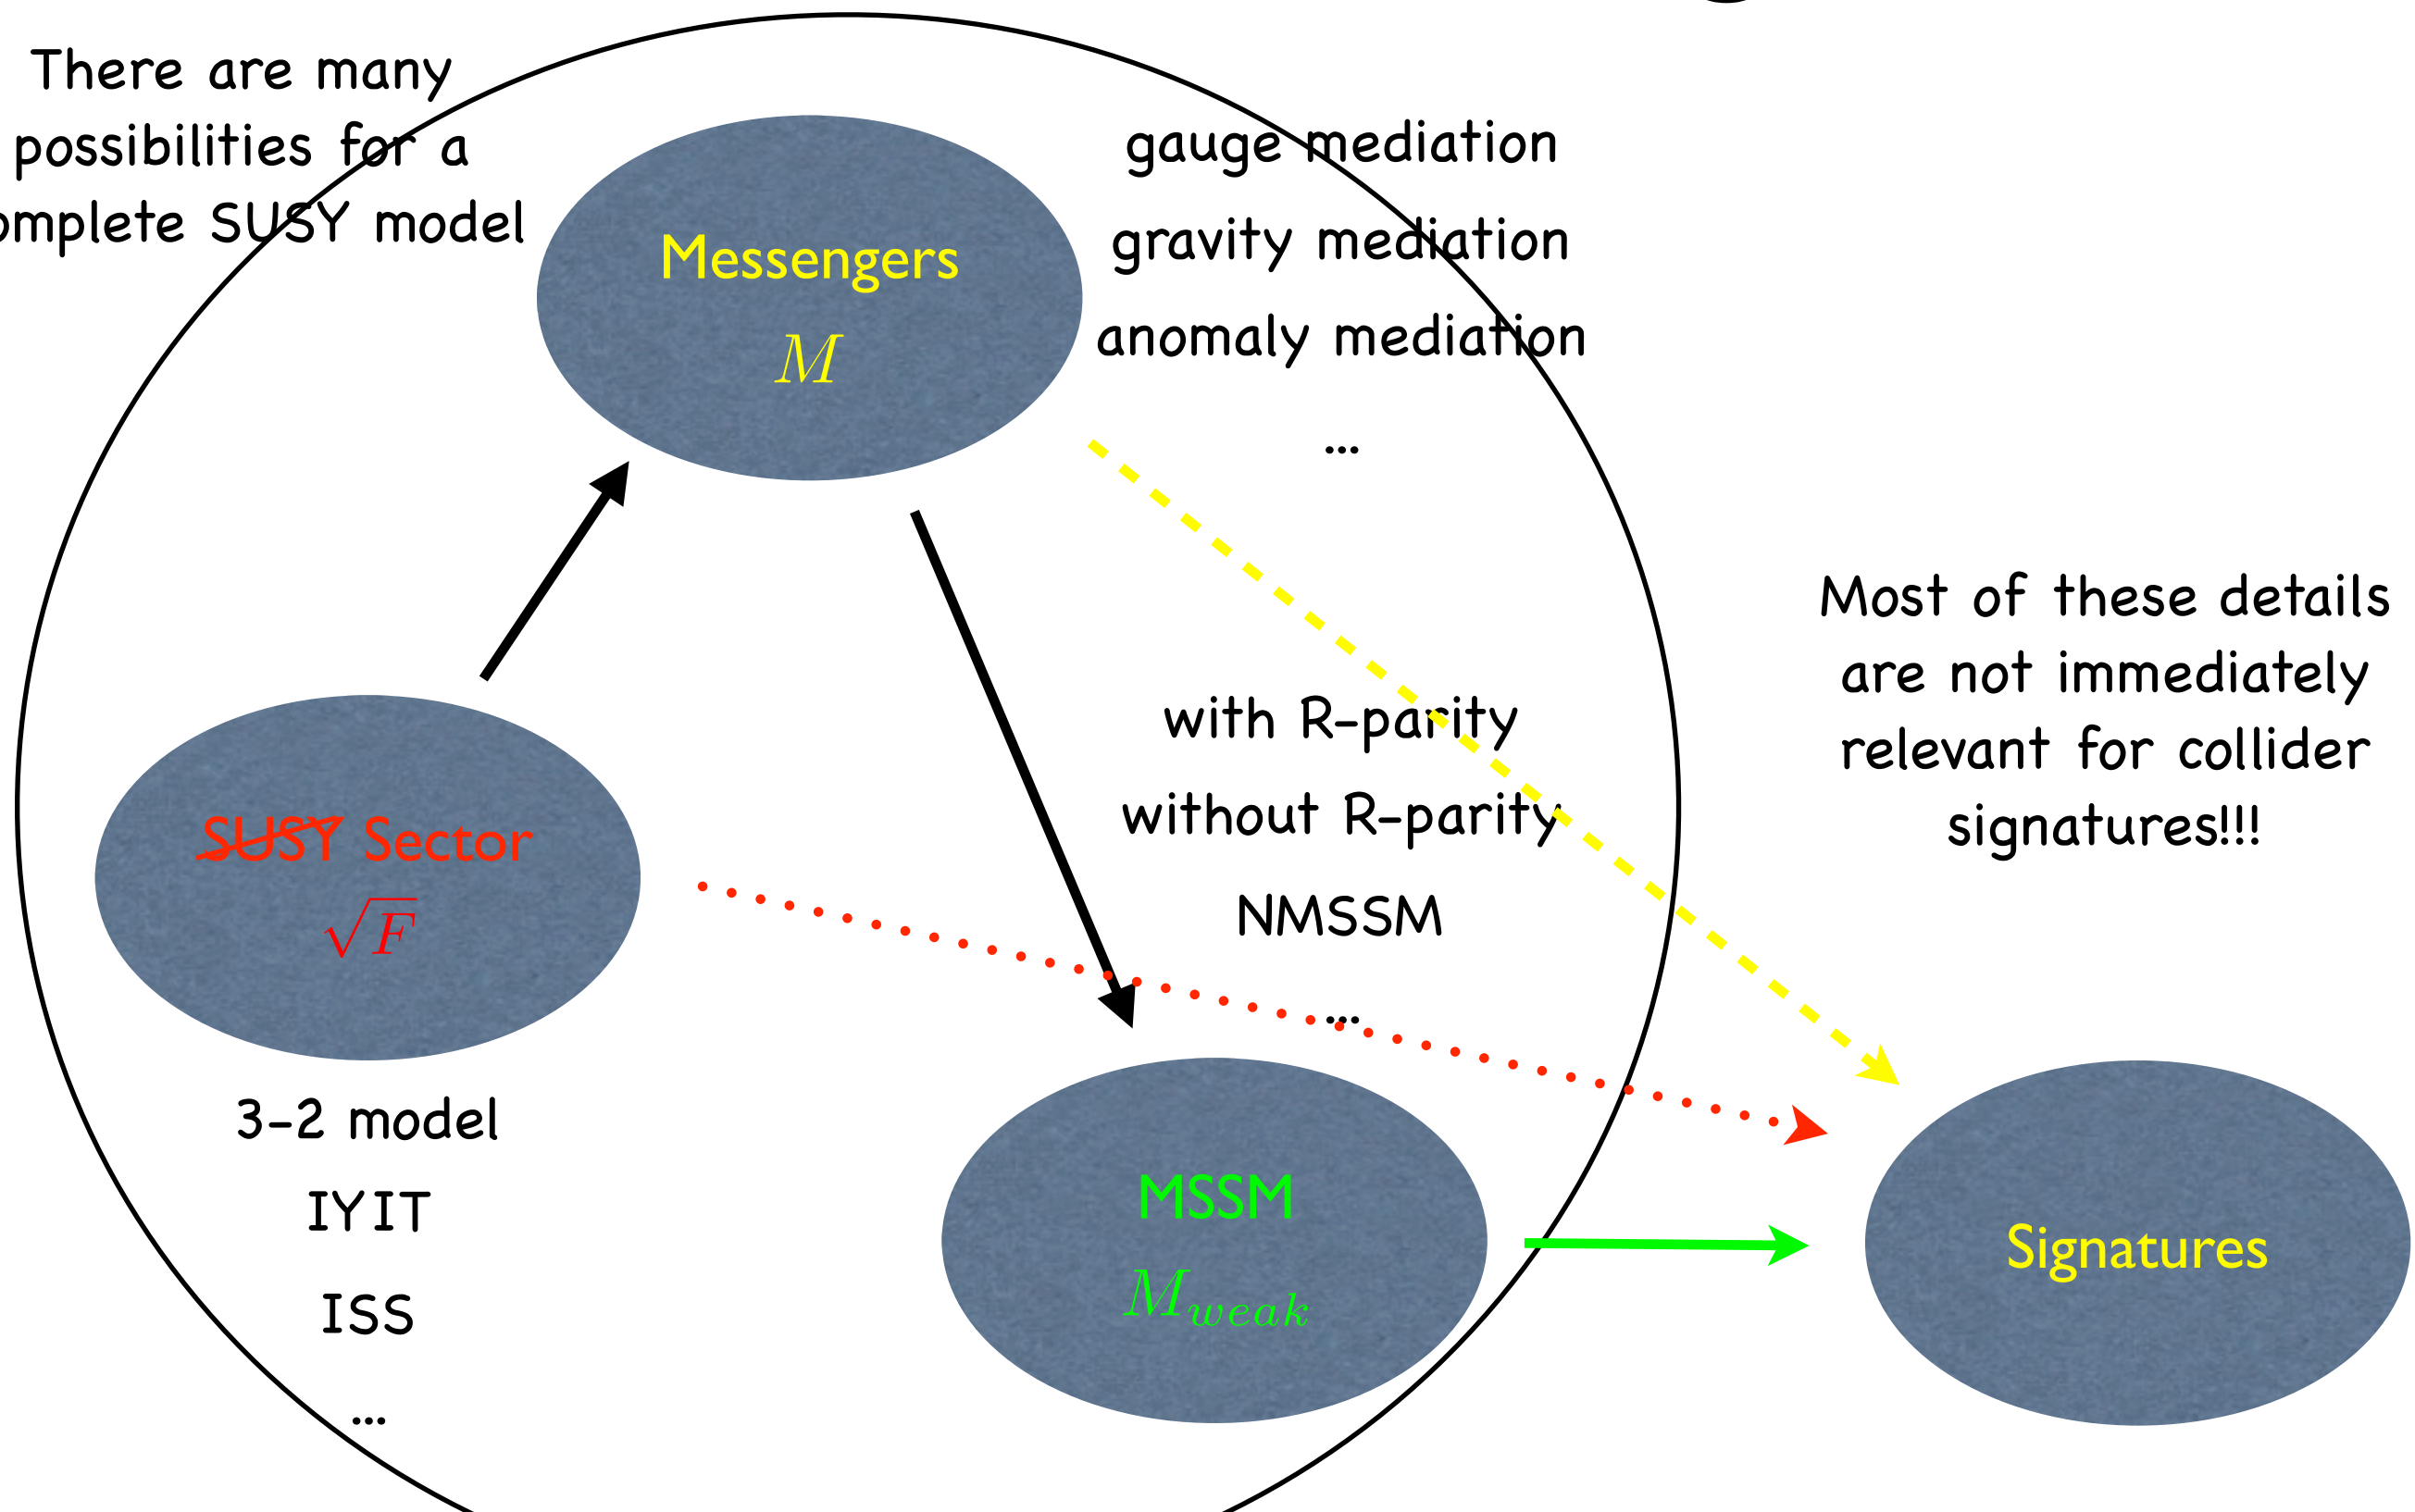 There are many
possibilities for a
omplete SUSY model
Messengers
M
gauge mediation
gravity mediation
anomaly mediation
...
SUSY Sector
√F
3-2 model
IYIT
ISS
...
with R-parity
without R-parity
NMSSM
...
MSSM
M_weak
Most of these details
are not immediately
relevant for collider
signatures!!!
Signatures